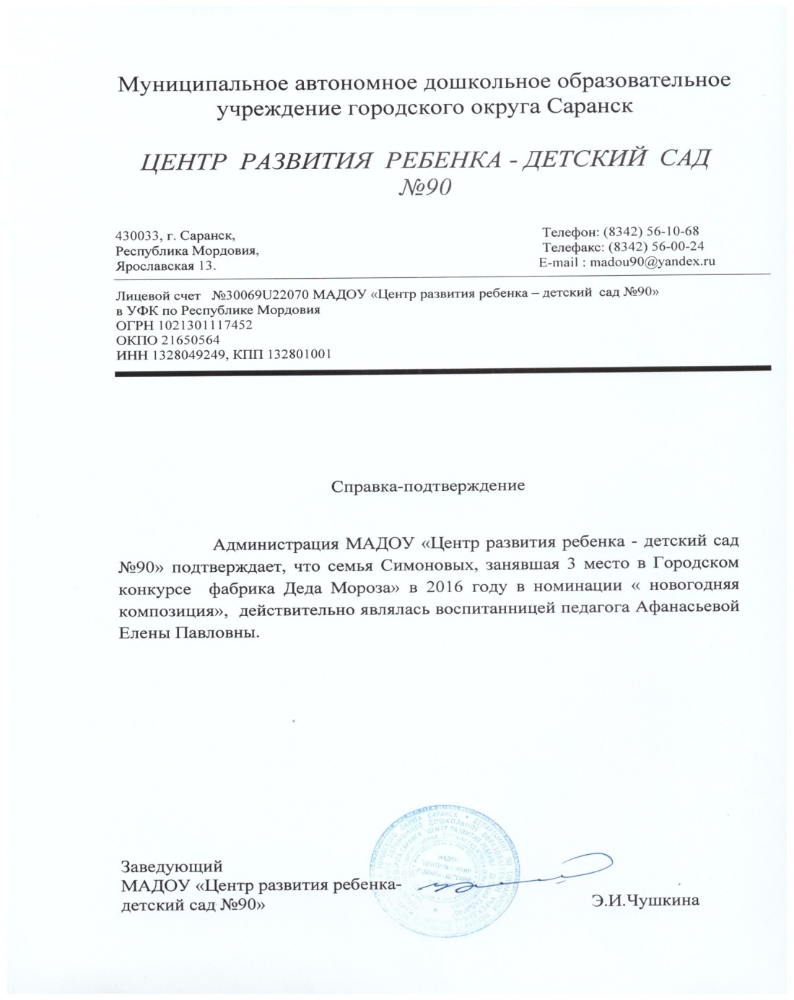 Муниципальное автономное дошкольное образовательное
учреждение городского округа Саранск
ЦЕНТР РАЗВИТИЯ РЕБЕНКА - ДЕТСКИЙ САД
№90
430033, г. Саранск,
Республика Мордовия,
Ярославская 13.
Телефон: (8342) 56-10-68
Телефакс: (8342) 56-00-24
E-mail : madou90@yandex.ru
Лицевой счет №30069U22070 МАДОУ «Центр развития ребенка – детский сад №90»
в УФК по Республике Мордовия
ОГРН 1021301117452
ОКПО 21650564
ИНН 1328049249, КПП 132801001
Справка-подтверждение
Администрация МАДОУ «Центр развития ребенка - детский сад
№90» подтверждает, что семья Симоновых, занявшая 3 место в Городском
конкурсе фабрика Деда Мороза» в 2016 году в номинации « новогодняя
композиция», действительно являлась воспитанницей педагога Афанасьевой
Елены Павловны.
Заведующий
МАДОУ «Центр развития ребенка-
детский сад №90»
Э.И.Чушкина
МАДОУ
"ЦЕНТР РАЗВИТИЯ
РЕБЕНКА - ДЕТСКИЙ